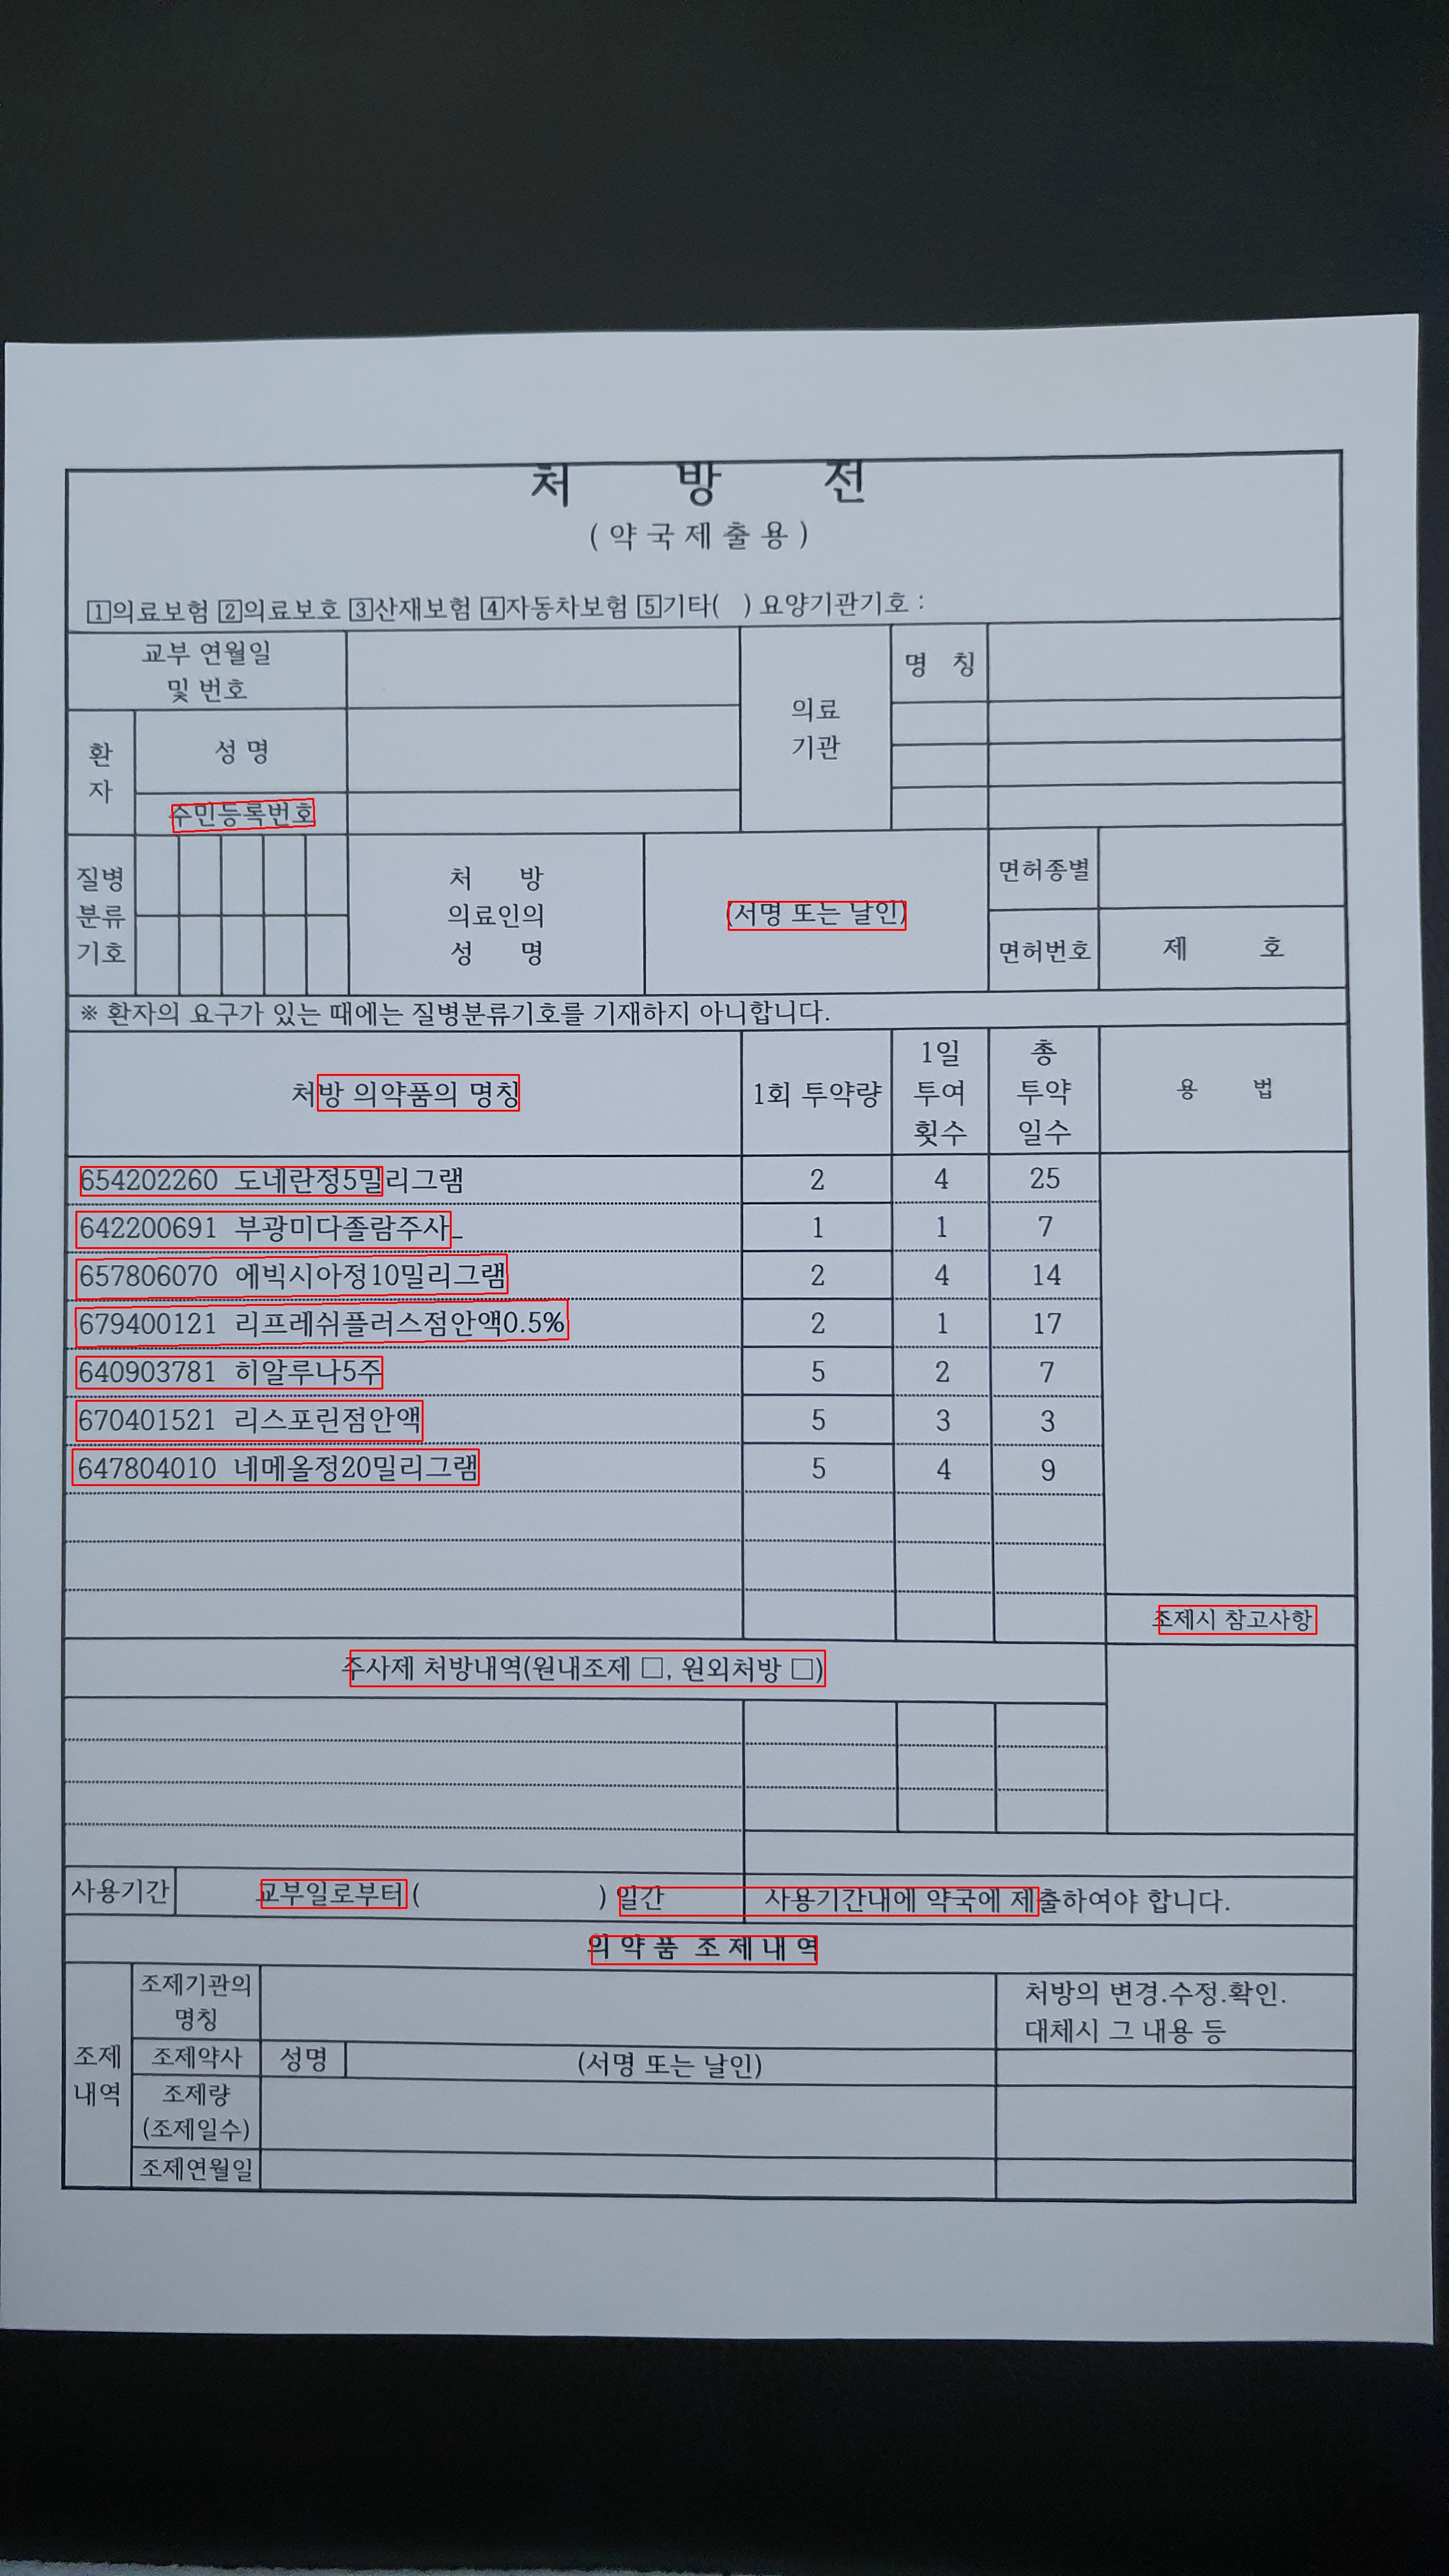 처 방 전
( 약 국 제 출 용 )
1의료보험 2의료보호 3산재보험 4자동차보험 5기타( ) 요양기관기호 :
교부 연월일
및 번호
의료
기관
명 칭
환
자
성 명
주민등록번호
질병
분류
기호
처 방
의료인의
성 명
(서명 또는 날인)
면허종별
면허번호
제 호
※ 환자의 요구가 있는 때에는 질병분류기호를 기재하지 아니합니다.
처방 의약품의 명칭
1회 투약량
1일
투여
횟수
총
투약
일수
용 법
654202260 도네란정5밀리그램 2 4 25
642200691 부광미다졸람주사_ 1 1 7
657806070 에빅시아정10밀리그램 2 4 14
679400121 리프레쉬플러스점안액0.5% 2 1 17
640903781 히알루나5주 5 2 7
670401521 리스포린점안액 5 3 3
647804010 네메올정20밀리그램 5 4 9
조제시 참고사항
주사제 처방내역(원내조제 □, 원외처방 □)
사용기간 교부일로부터 ( ) 일간 사용기간내에 약국에 제출하여야 합니다.
의 약 품 조 제 내 역
조제
내역
조제기관의
명칭
처방의 변경.수정.확인.
대체시 그 내용 등
조제약사 성명 (서명 또는 날인)
조제량
(조제일수)
조제연월일